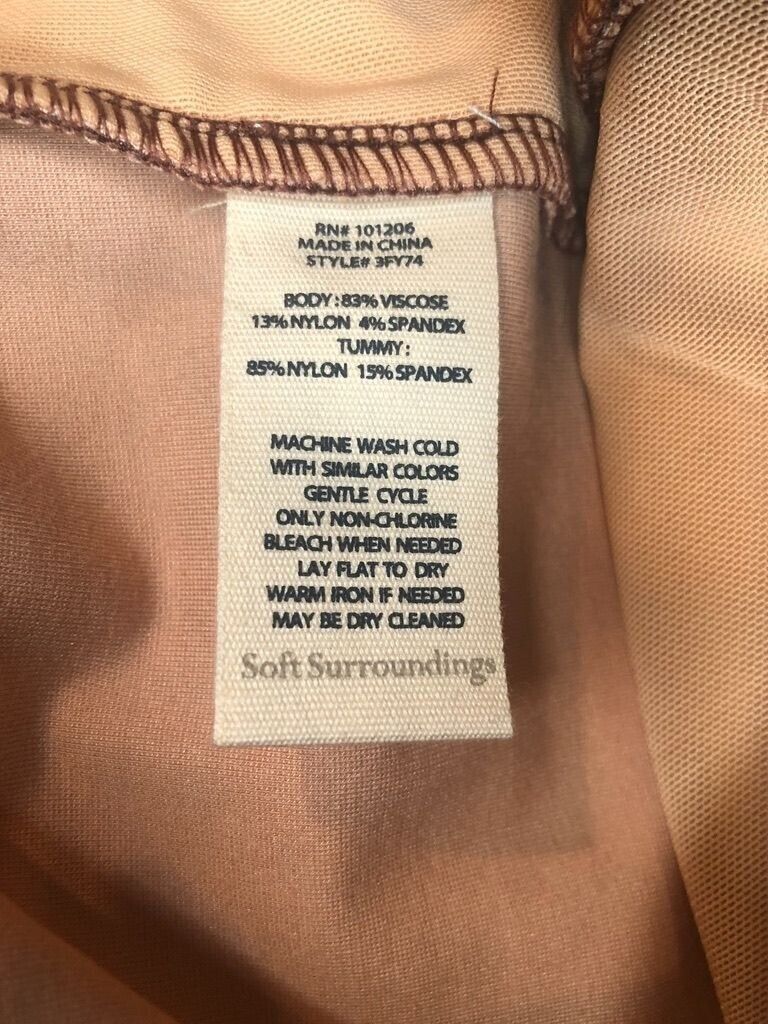 RN# 101206
MADE IN CHINA
STYLE# 3FY74
BODY: 83% VISCOSE
13% NYLON 4% SPANDEX
TUMMY:
85% NYLON 15% SPANDEX
MACHINE WASH COLD
WITH SIMILAR COLORS
GENTLE CYCLE
ONLY NON-CHLORINE
BLEACH WHEN NEEDED
LAY FLAT TO DRY
WARM IRON IF NEEDED
MAY BE DRY CLEANED
Soft Surroundings